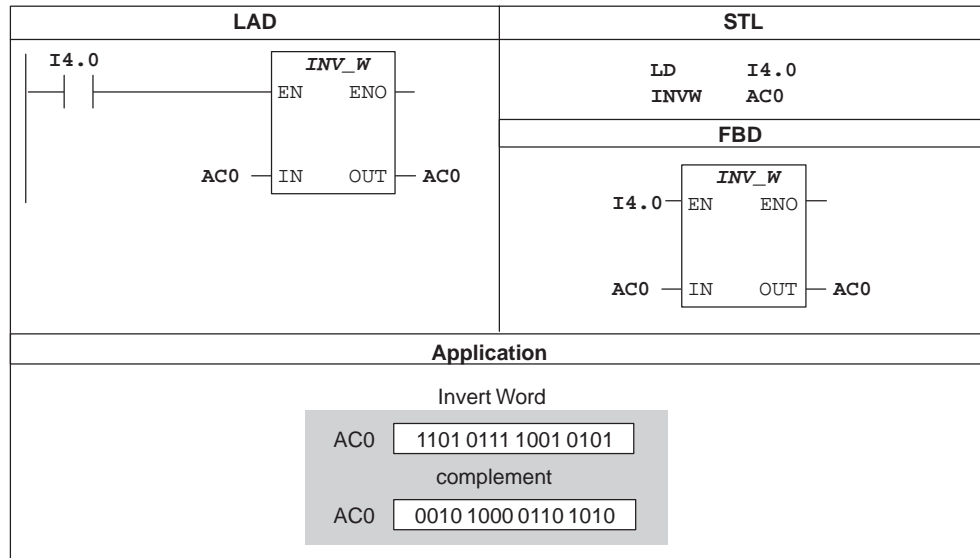 LAD
I4.0
INV_W
EN ENO
AC0 IN OUT AC0
STL
LD I4.0
INVW AC0
FBD
INV_W
I4.0 EN ENO
AC0 IN OUT AC0
Application
Invert Word
AC0 1101 0111 1001 0101
complement
AC0 0010 1000 0110 1010